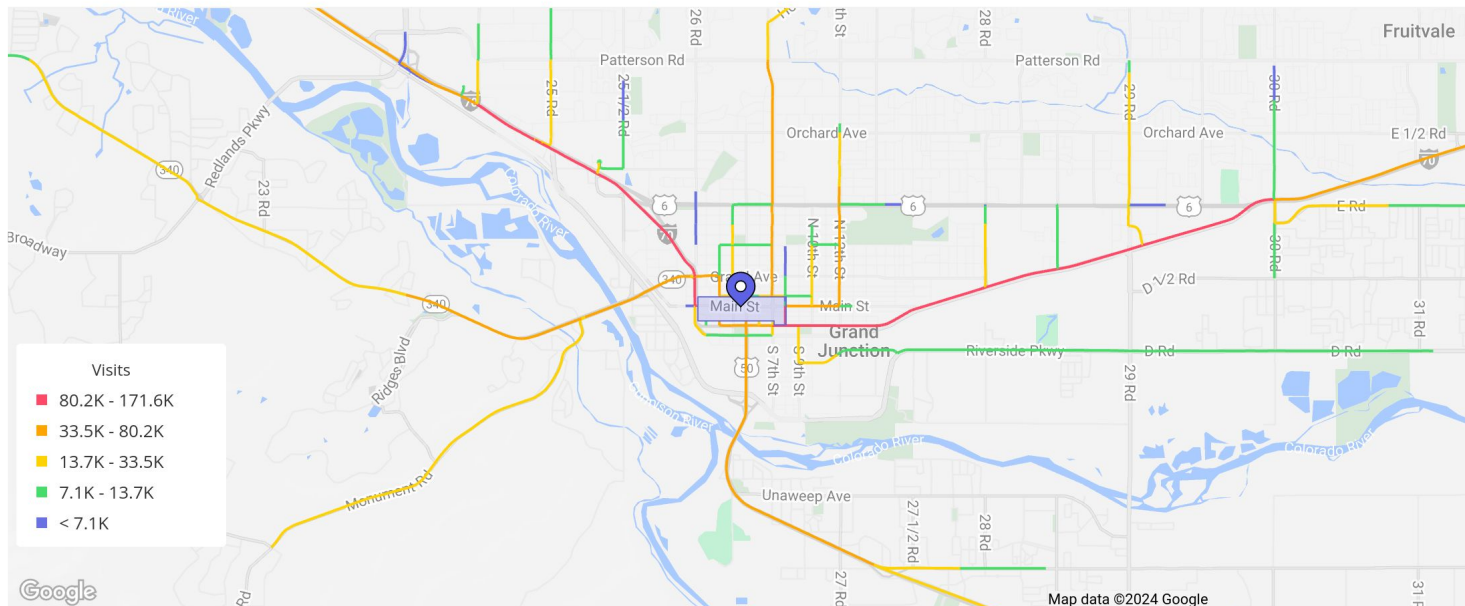 River
26 Rd
th St
28 Rd
Fruitvale
Patterson Rd
Patterson Rd
70
25 Rd
25 1/2 Rd
29 Rd
30 Rd
Redlands Pkwy
Orchard Ave
Orchard Ave
E 1/2 Rd
70
340
23 Rd
Colorado River
6
6
6
E Rd
Broadway
70
N 10th St
N 12th St
30 Rd
340
Grand Ave
D 1/2 Rd
340
Main St
Main St
31 Rd
Grand
Junction
Riverside Pkwy
D Rd
D Rd
Ridges Blvd
50
S 7th St
S 9th St
29 Rd
Visits
80.2K - 171.6K
33.5K - 80.2K
13.7K - 33.5K
7.1K - 13.7K
< 7.1K
Gunnison River
Colorado River
Colorado River
Monument Rd
Unaweep Ave
27 1/2 Rd
28 Rd
27 Rd
31 R
Rd
Google
Map data ©2024 Google